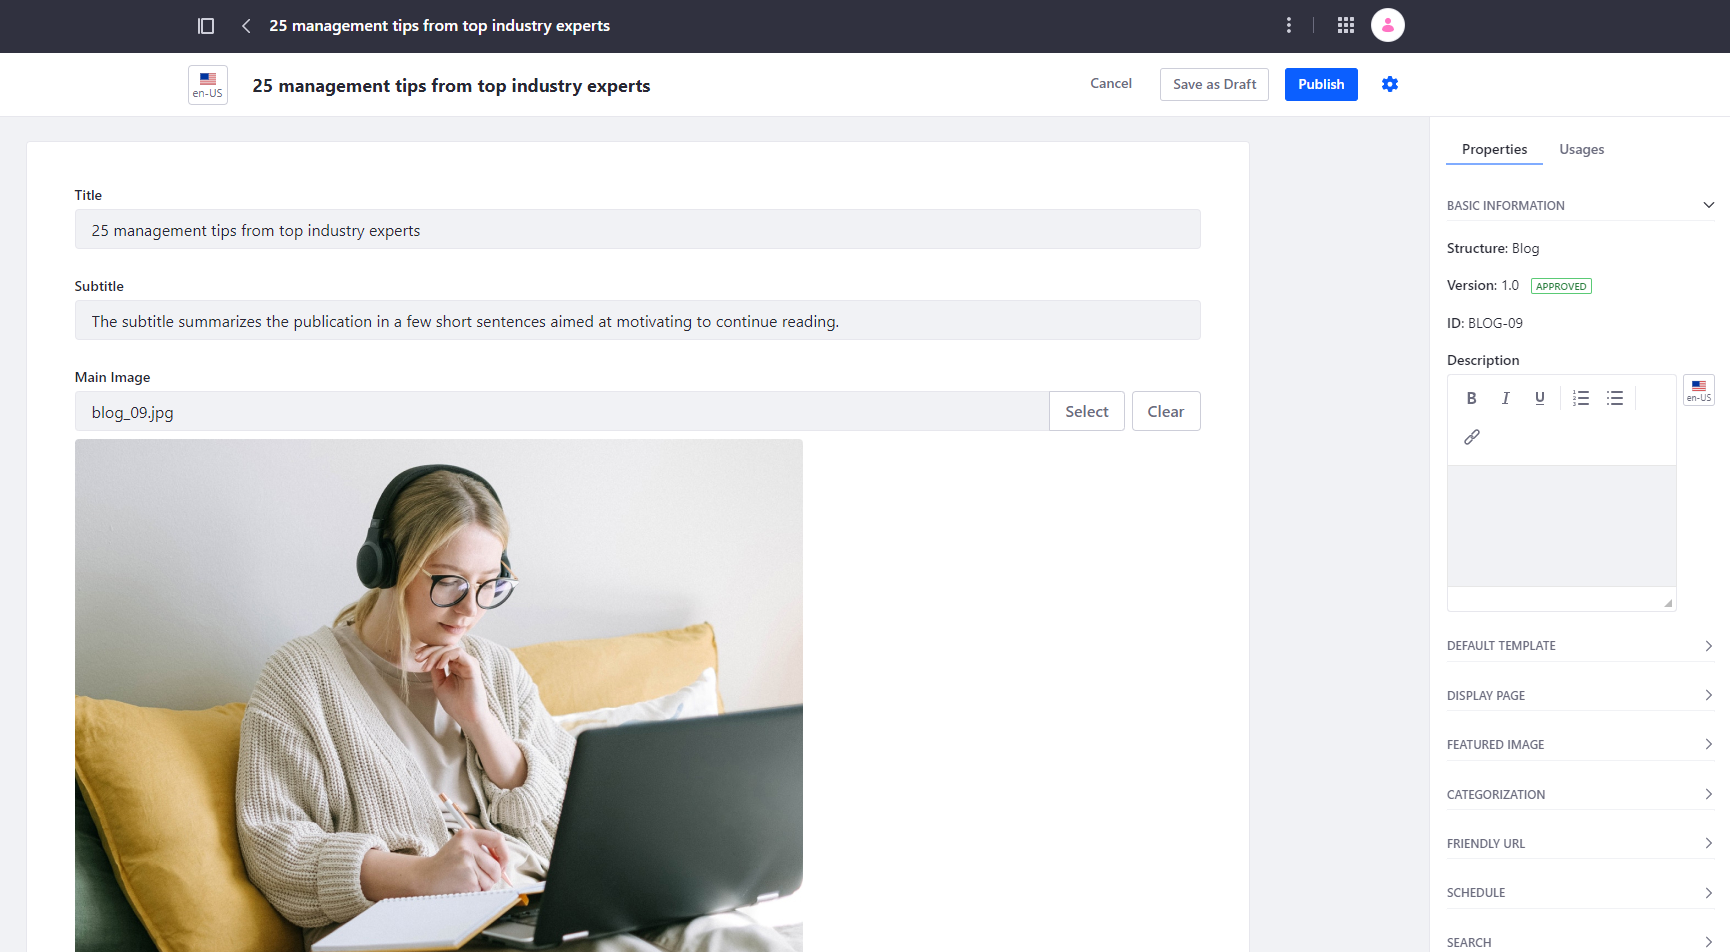 25 management tips from top industry experts
en-US
25 management tips from top industry experts
Cancel
Save as Draft
Publish
Title
25 management tips from top industry experts
Subtitle
The subtitle summarizes the publication in a few short sentences aimed at motivating to continue reading.
Main Image
blog_09.jpg
Select
Clear
Properties
Usages
BASIC INFORMATION
Structure: Blog
Version: 1.0 APPROVED
ID: BLOG-09
Description
B I U
en-US
DEFAULT TEMPLATE
DISPLAY PAGE
FEATURED IMAGE
CATEGORIZATION
FRIENDLY URL
SCHEDULE
SEARCH